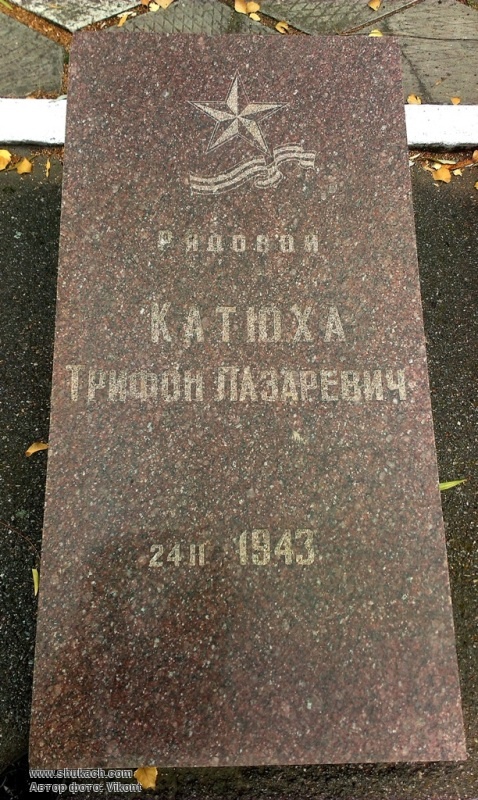 Рядовой
КАТЮХА
ТРИФОН ЛАЗАРЕВИЧ
24 II 1943
www.shukach.com
Автор фото: Vikont